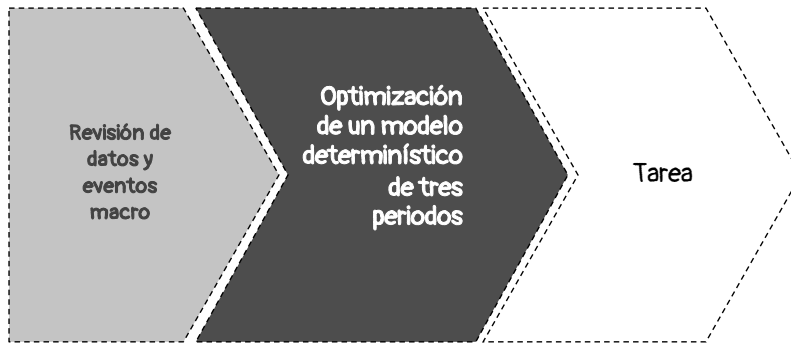 Revisión de
datos y
eventos
macro
Optimización
de un modelo
determinístico
de tres
periodos
Tarea